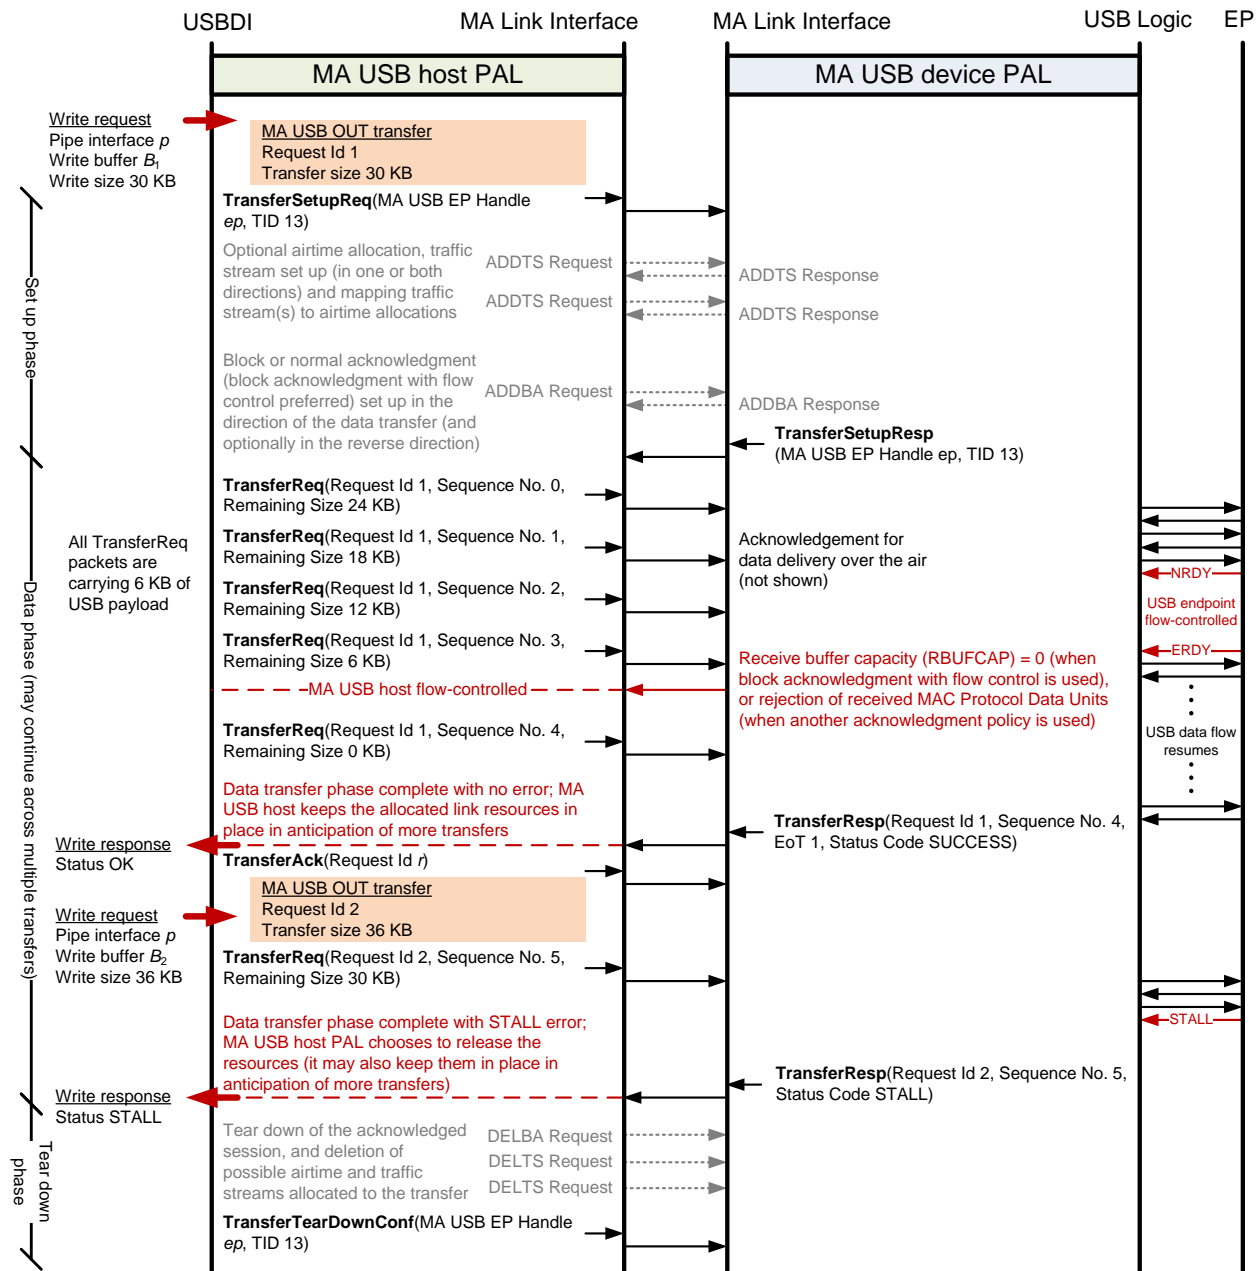 USBDI
MA Link Interface
MA Link Interface
USB Logic
EP
MA USB host PAL
MA USB device PAL
Write request
Pipe interface p
Write buffer B1
Write size 30 KB
MA USB OUT transfer
Request Id 1
Transfer size 30 KB
TransferSetupReq(MA USB EP Handle
ep, TID 13)
Set up phase
Optional airtime allocation, traffic
stream set up (in one or both
directions) and mapping traffic
stream(s) to airtime allocations
ADDTS Request
ADDTS Response
ADDTS Request
ADDTS Response
Block or normal acknowledgment
(block acknowledgment with flow
control preferred) set up in the
direction of the data transfer (and
optionally in the reverse direction)
ADDBA Request
ADDBA Response
TransferSetupResp
(MA USB EP Handle ep, TID 13)
Data phase (may continue across multiple transfers)
All TransferReq
packets are
carrying 6 KB of
USB payload
TransferReq(Request Id 1, Sequence No. 0,
Remaining Size 24 KB)
TransferReq(Request Id 1, Sequence No. 1,
Remaining Size 18 KB)
Acknowledgement for
data delivery over the air
(not shown)
NRDY
TransferReq(Request Id 1, Sequence No. 2,
Remaining Size 12 KB)
USB endpoint
flow-controlled
TransferReq(Request Id 1, Sequence No. 3,
Remaining Size 6 KB)
ERDY
Receive buffer capacity (RBUFCAP) = 0 (when
block acknowledgment with flow control is used),
or rejection of received MAC Protocol Data Units
(when another acknowledgment policy is used)
MA USB host flow-controlled
TransferReq(Request Id 1, Sequence No. 4,
Remaining Size 0 KB)
USB data flow
resumes
Data transfer phase complete with no error; MA
USB host keeps the allocated link resources in
place in anticipation of more transfers
TransferResp(Request Id 1, Sequence No. 4,
EoT 1, Status Code SUCCESS)
Write response
Status OK
TransferAck(Request Id r)
MA USB OUT transfer
Request Id 2
Transfer size 36 KB
Write request
Pipe interface p
Write buffer B2
Write size 36 KB
TransferReq(Request Id 2, Sequence No. 5,
Remaining Size 30 KB)
STALL
Data transfer phase complete with STALL error;
MA USB host PAL chooses to release the
resources (it may also keep them in place in
anticipation of more transfers)
TransferResp(Request Id 2, Sequence No. 5,
Status Code STALL)
Write response
Status STALL
Tear down
phase
Tear down of the acknowledged
session, and deletion of
possible airtime and traffic
streams allocated to the transfer
DELBA Request
DELTS Request
DELTS Request
TransferTearDownConf(MA USB EP Handle
ep, TID 13)